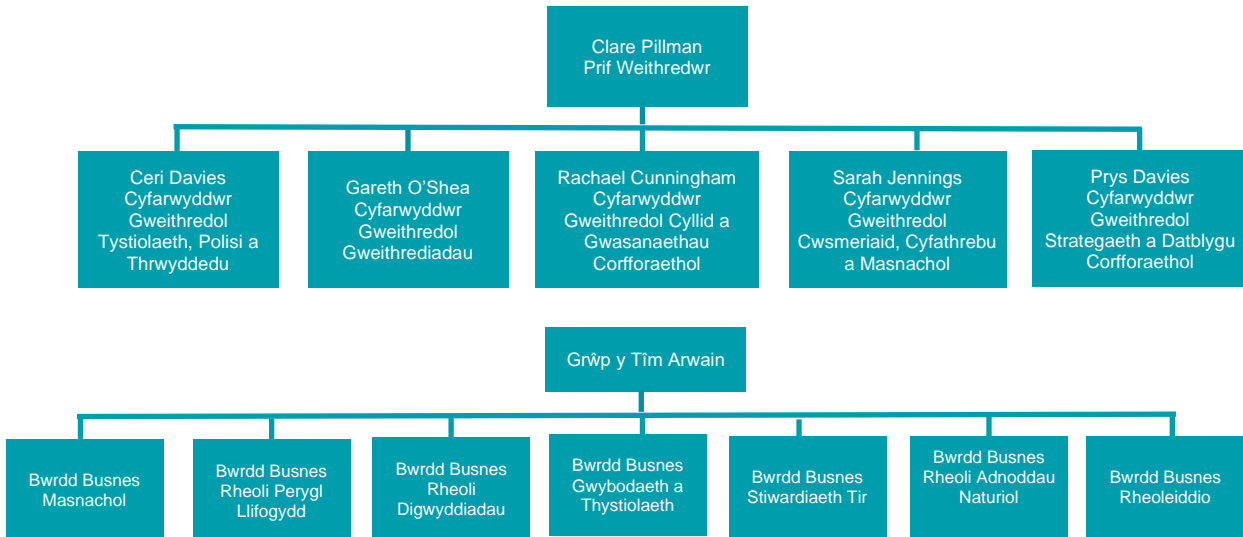 Clare Pillman
Prif Weithredwr
Ceri Davies
Cyfarwyddwr
Gweithredol
Tystiolaeth, Polisi a
Thrwyddedu
Gareth O’Shea
Cyfarwyddwr
Gweithredol
Gweithrediadau
Rachael Cunningham
Cyfarwyddwr
Gweithredol Cyllid a
Gwasanaethau
Corfforaethol
Sarah Jennings
Cyfarwyddwr
Gweithredol
Cwsmeriaid, Cyfathrebu
a Masnachol
Prys Davies
Cyfarwyddwr
Gweithredol
Strategaeth a Datblygu
Corfforaethol
Grŵp y Tîm Arwain
Bwrdd Busnes
Masnachol
Bwrdd Busnes
Rheoli Perygl
Llifogydd
Bwrdd Busnes
Rheoli
Digwyddiadau
Bwrdd Busnes
Gwybodaeth a
Thystiolaeth
Bwrdd Busnes
Stiwardiaeth Tir
Bwrdd Busnes
Rheoli Adnoddau
Naturiol
Bwrdd Busnes
Rheoleiddio